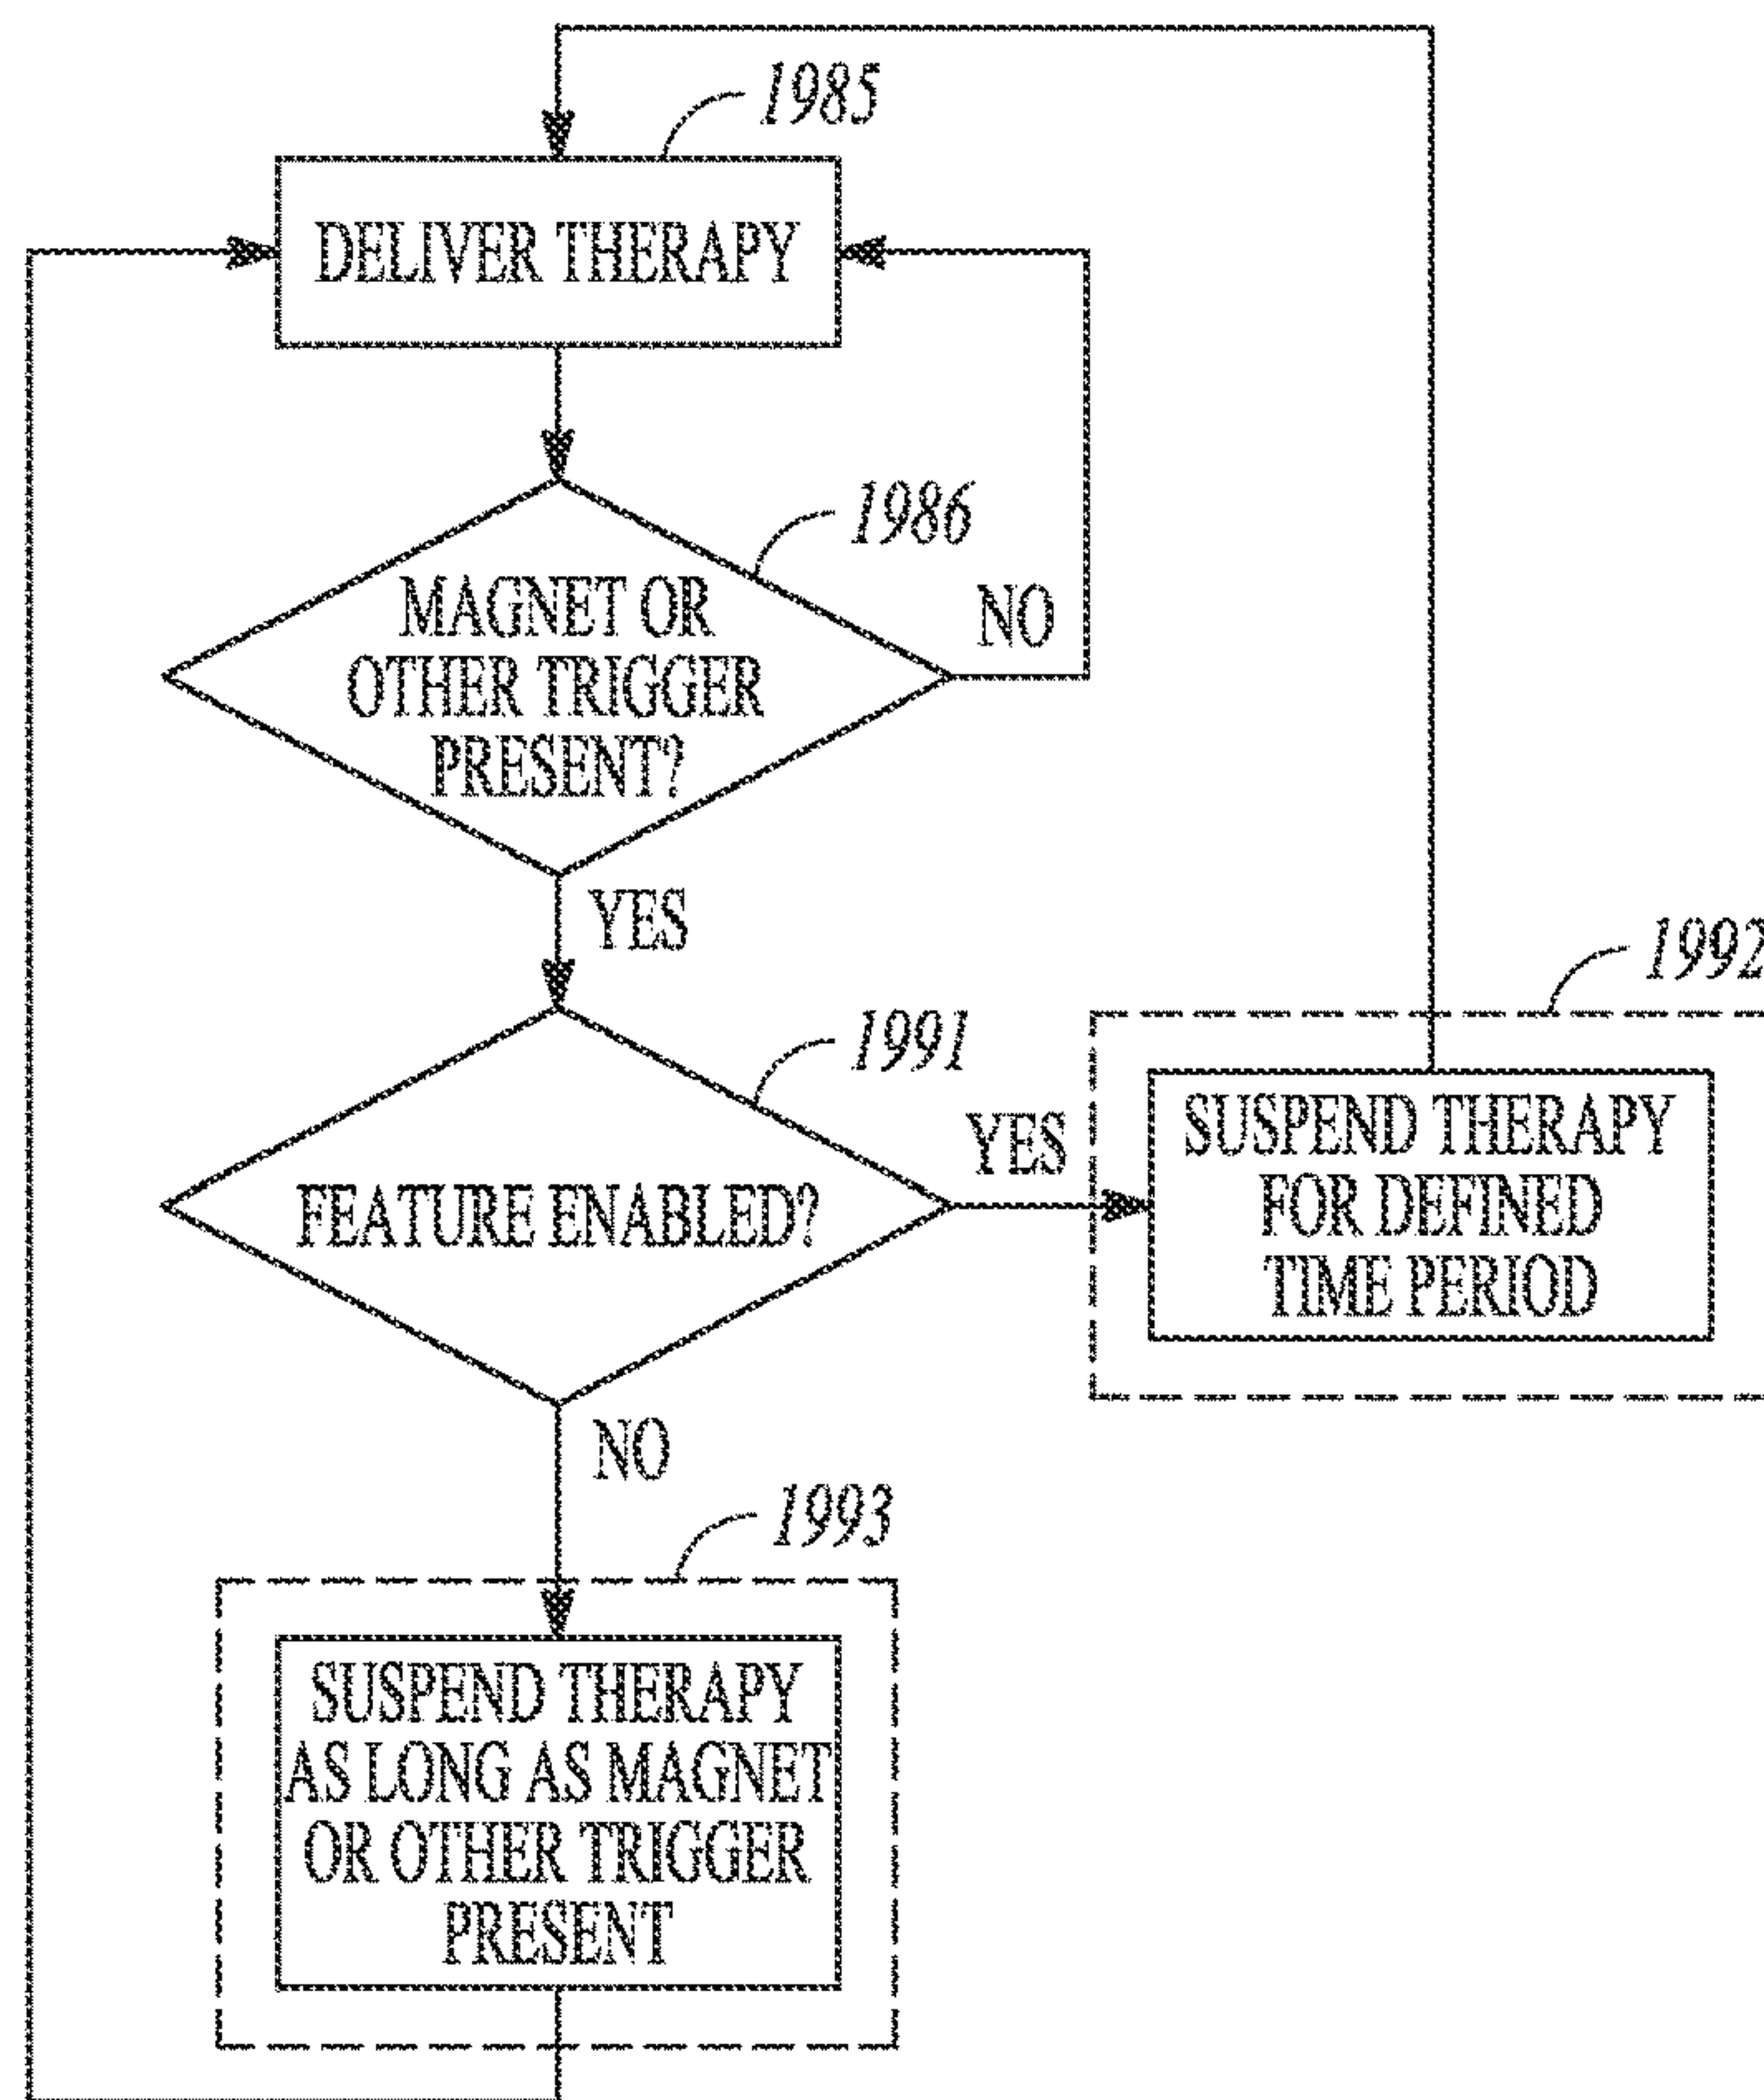 1985
DELIVER THERAPY
1986
MAGNET OR
OTHER TRIGGER
PRESENT?
NO
YES
1992
1991
YES
SUSPEND THERAPY
FOR DEFINED
TIME PERIOD
FEATURE ENABLED?
NO
1993
SUSPEND THERAPY
AS LONG AS MAGNET
OR OTHER TRIGGER
PRESENT